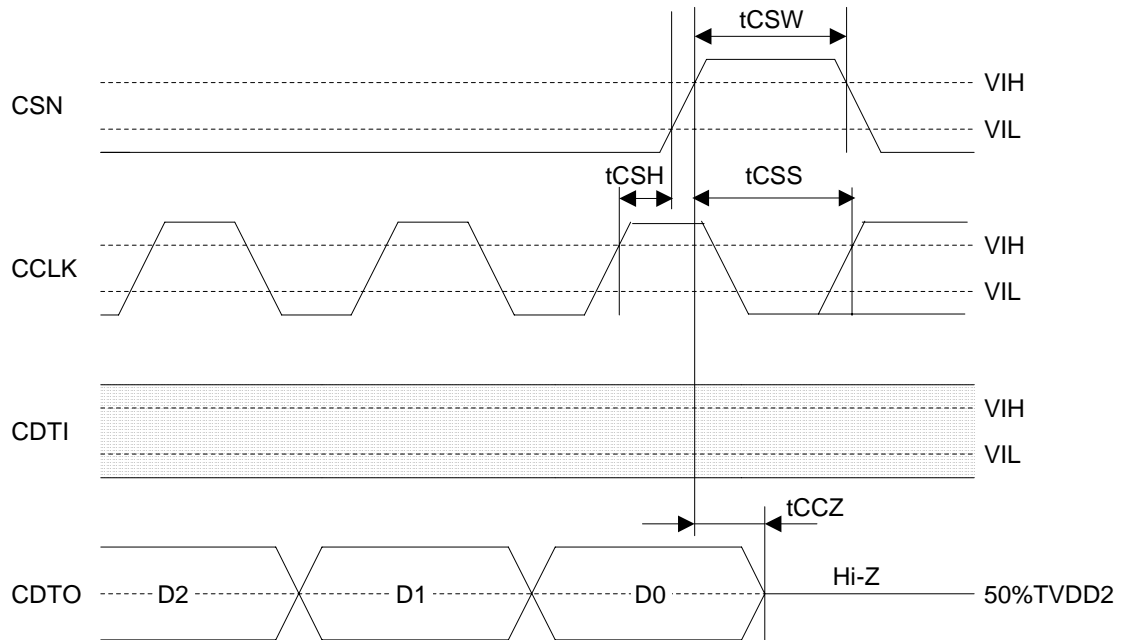 tCSW
VIH
CSN
VIL
tCSH
tCSS
VIH
CCLK
VIL
VIH
CDTI
VIL
tCCZ
Hi-Z
CDTO
D2
D1
D0
50%TVDD2